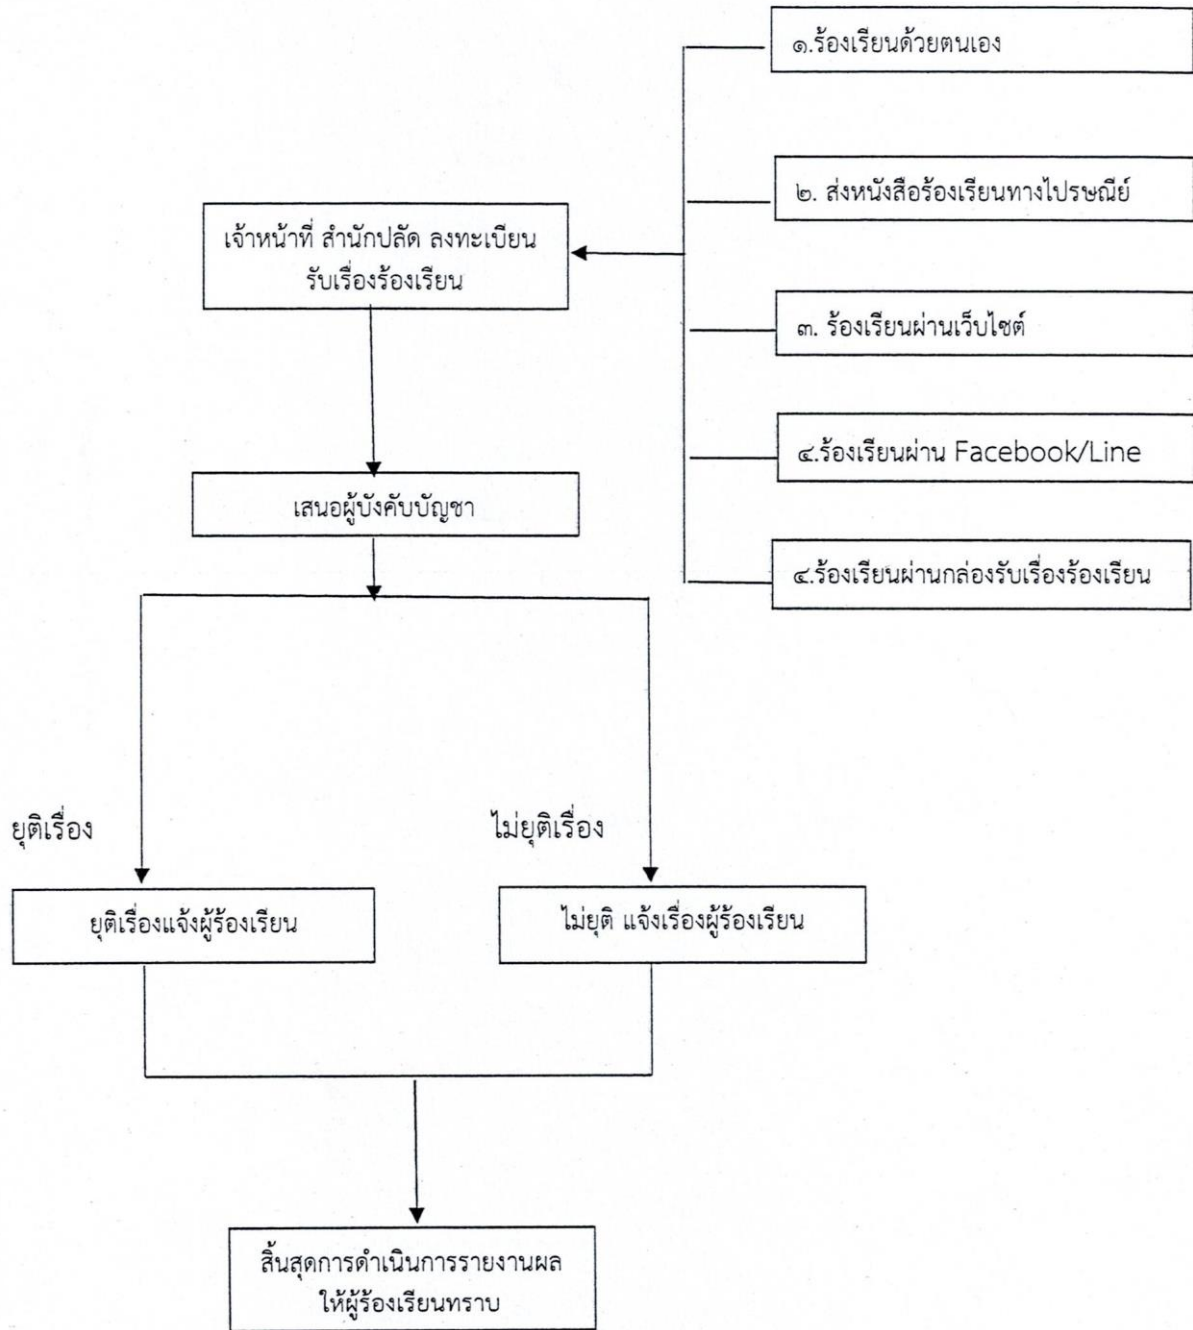 ๑.ร้องเรียนด้วยตนเอง
๒. ส่งหนังสือร้องเรียนทางไปรษณีย์
เจ้าหน้าที่ สำนักปลัด ลงทะเบียน
รับเรื่องร้องเรียน
๓. ร้องเรียนผ่านเว็บไซต์
๔.ร้องเรียนผ่าน Facebook/Line
เสนอผู้บังคับบัญชา
๔.ร้องเรียนผ่านกล่องรับเรื่องร้องเรียน
ยุติเรื่อง
ไม่ยุติเรื่อง
ยุติเรื่องแจ้งผู้ร้องเรียน
ไม่ยุติ แจ้งเรื่องผู้ร้องเรียน
สิ้นสุดการดำเนินการรายงานผล
ให้ผู้ร้องเรียนทราบ